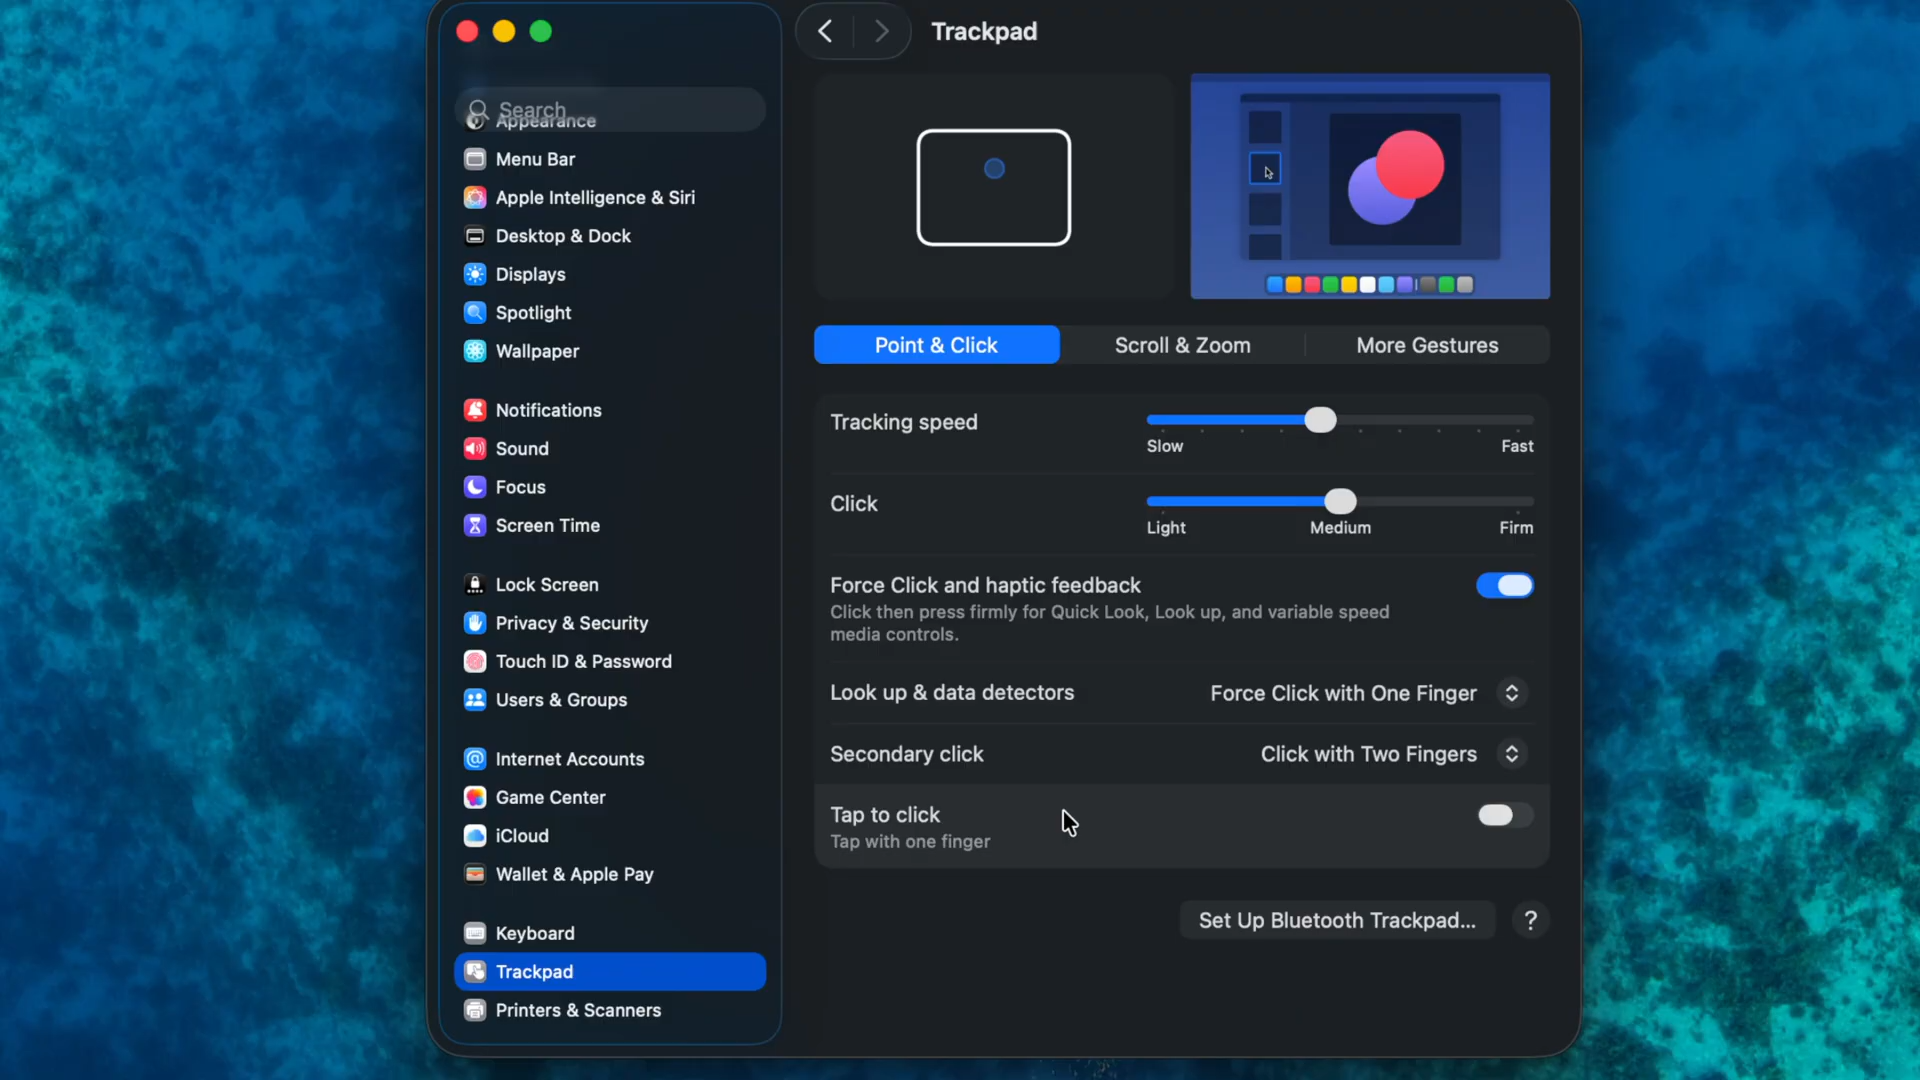 Trackpad
Search
Appearance
Menu Bar
Apple Intelligence & Siri
Desktop & Dock
Displays
Spotlight
Wallpaper
Notifications
Sound
Focus
Screen Time
Lock Screen
Privacy & Security
Touch ID & Password
Users & Groups
Internet Accounts
Game Center
iCloud
Wallet & Apple Pay
Keyboard
Trackpad
Printers & Scanners
Point & Click
Scroll & Zoom
More Gestures
Tracking speed
Slow
Fast
Click
Light
Medium
Firm
Force Click and haptic feedback
Click then press firmly for Quick Look, Look up, and variable speed
media controls.
Look up & data detectors
Force Click with One Finger
Secondary click
Click with Two Fingers
Tap to click
Tap with one finger
Set Up Bluetooth Trackpad...
?